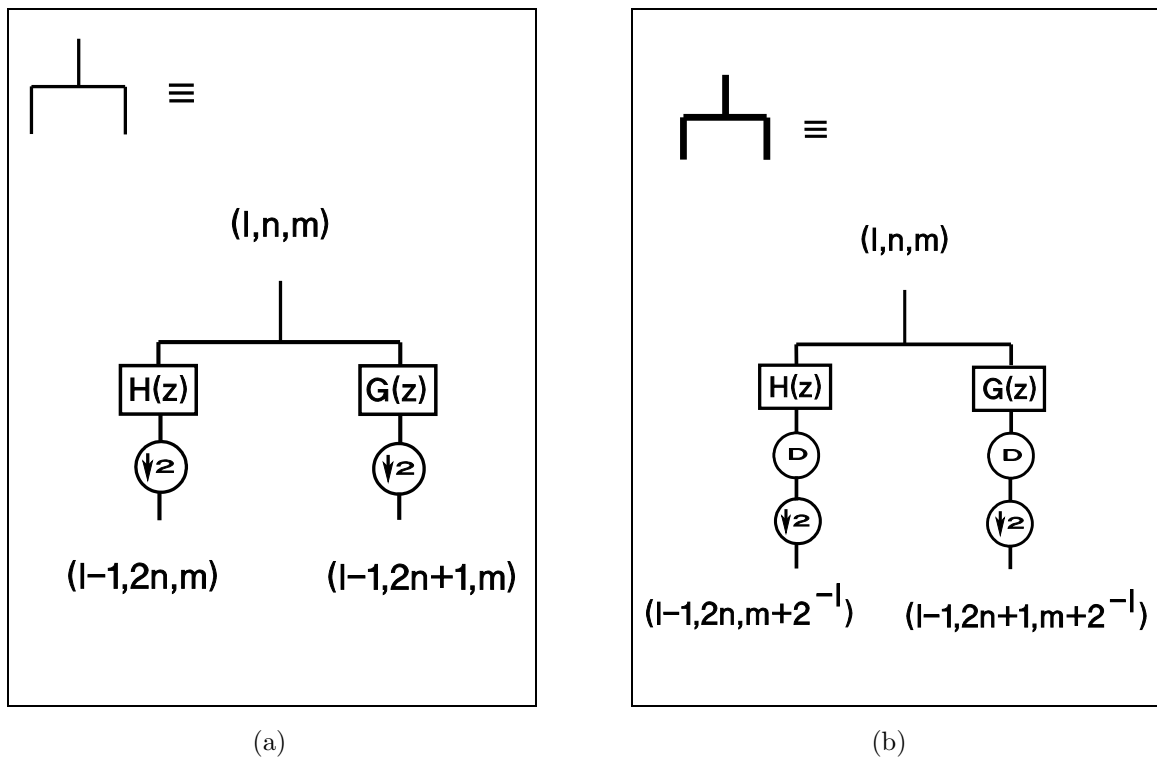 ≡
(l,n,m)
H(z) G(z)
↓2 ↓2
(l−1,2n,m) (l−1,2n+1,m)
(a)
≡
(l,n,m)
H(z) G(z)
D D
↓2 ↓2
(l−1,2n,m+2^−l) (l−1,2n+1,m+2^−l)
(b)